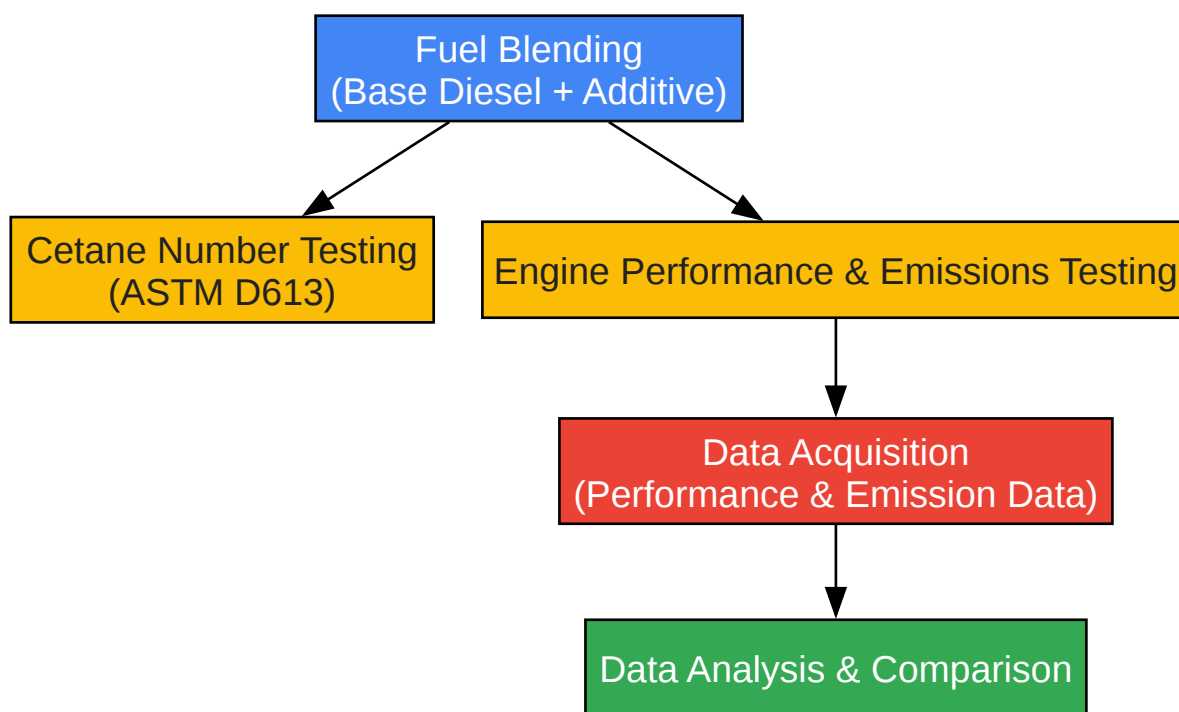 Fuel Blending
(Base Diesel + Additive)
Cetane Number Testing
(ASTM D613)
Engine Performance & Emissions Testing
Data Acquisition
(Performance & Emission Data)
Data Analysis & Comparison